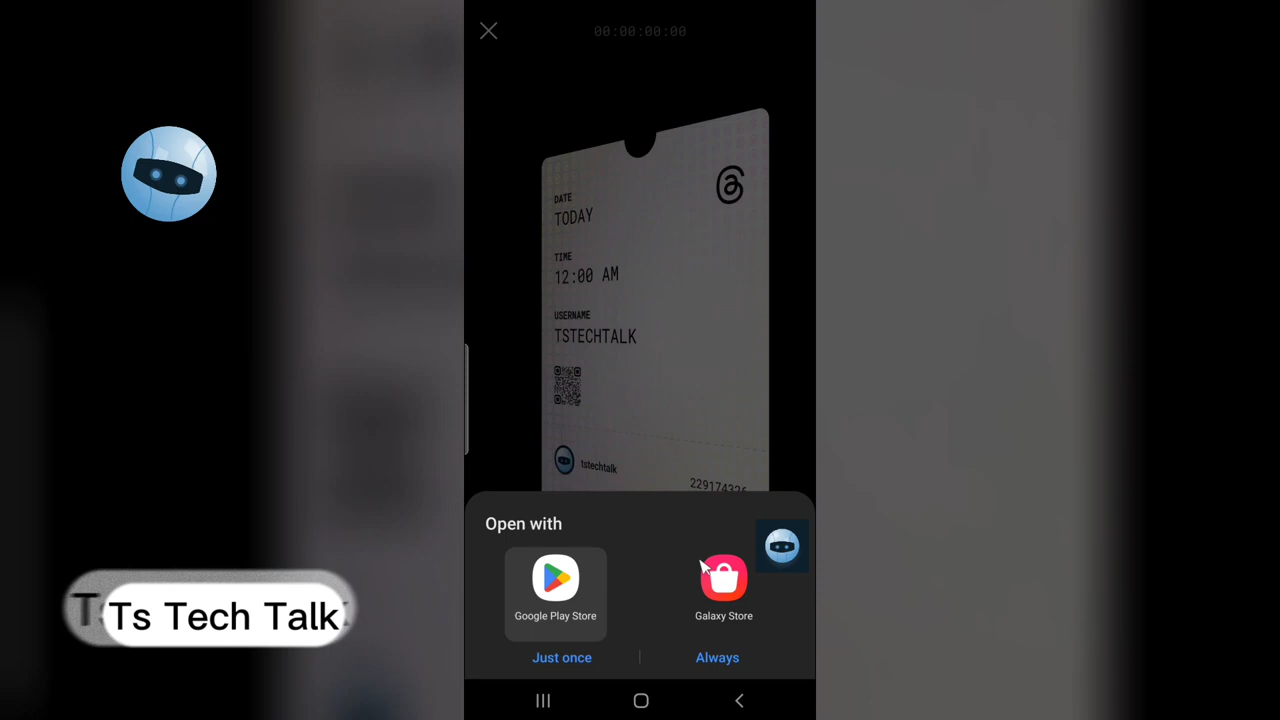 00:00:00:00
DATE
TODAY
TIME
12:00 AM
USERNAME
TSTECHTALK
tstechtalk
Open with
Google Play Store
Galaxy Store
Just once
Always
Ts Tech Talk